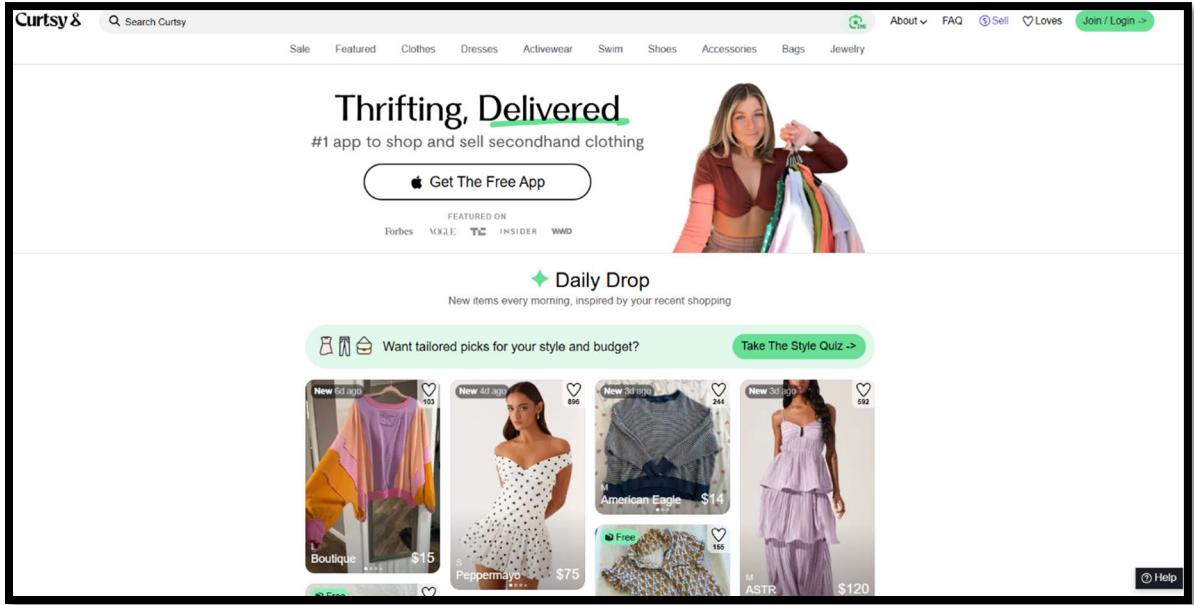 Curtsy &
Search Curtsy
About
FAQ
Sell
Loves
Join / Login ->
Sale
Featured
Clothes
Dresses
Activewear
Swim
Shoes
Accessories
Bags
Jewelry
Thrifting, Delivered
#1 app to shop and sell secondhand clothing
Get The Free App
FEATURED ON
Forbes
VOGUE
TC
INSIDER
WWD
Daily Drop
New items every morning, inspired by your recent shopping
Want tailored picks for your style and budget?
Take The Style Quiz ->
New 6d ago
103
L
Boutique
$15
New 4d ago
896
S
Peppermayo
$75
New 3d ago
244
M
American Eagle
$14
New 3d ago
592
M
ASTR
$120
Free
155
Free
Help